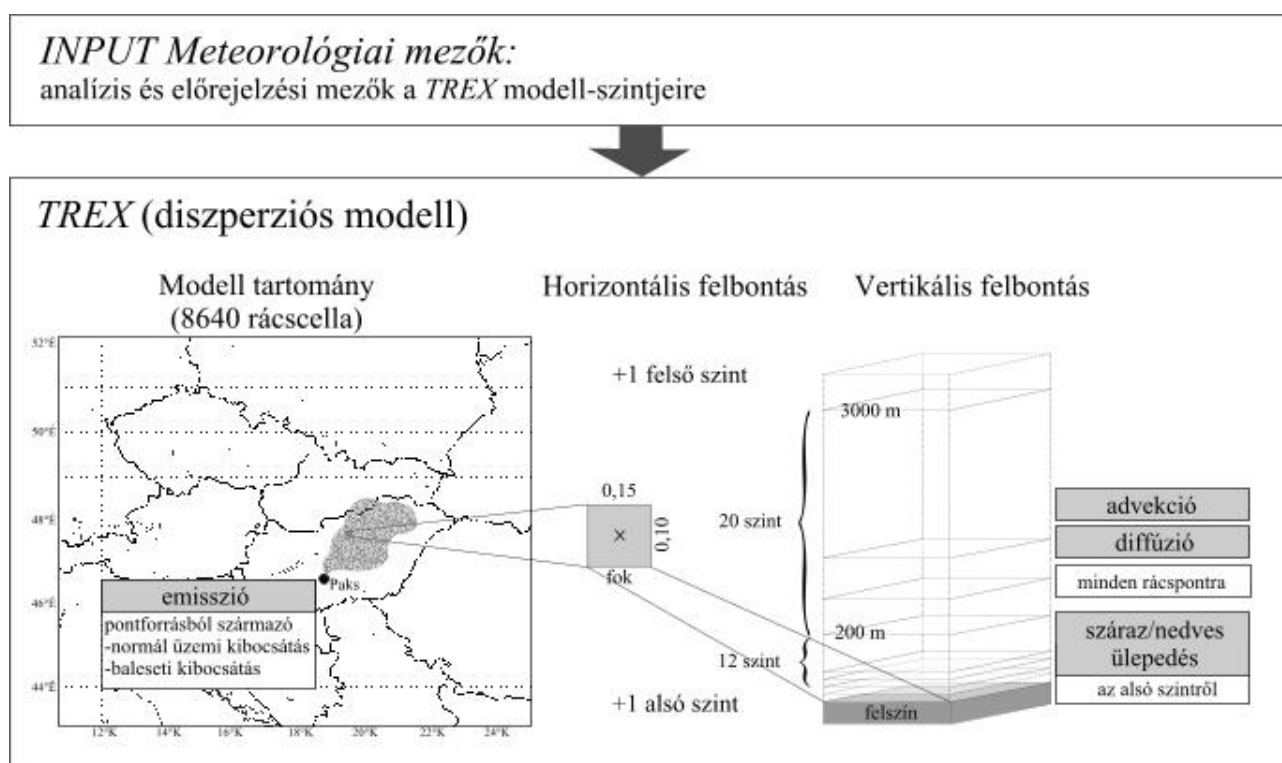 INPUT Meteorológiai mezők:
analízis és előrejelzési mezők a TREX modell-szintjeire
TREX (diszperziós modell)
Modell tartomány
(8640 rácscella)
52°É
50°É
48°É
46°É
44°É
12°K
14°K
16°K
18°K
20°K
22°K
24°K
Paks
emisszió
pontforrásból származó
-normál üzemi kibocsátás
-baleseti kibocsátás
Horizontális felbontás
0,15
0,10
fok
Vertikális felbontás
+1 felső szint
3000 m
20 szint
200 m
12 szint
+1 alsó szint
felszín
advekció
diffúzió
minden rácspontra
száraz/nedves
ülepedés
az alsó szintről